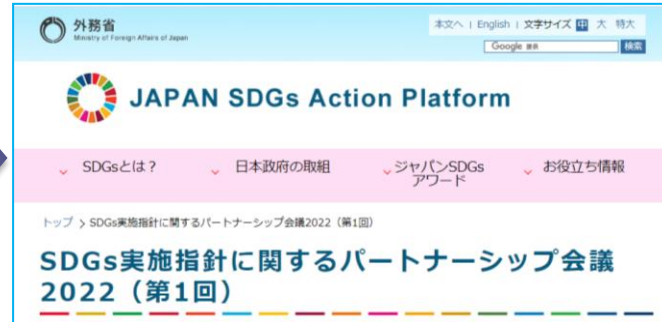 外務省
Ministry of Foreign Affairs of Japan
本文へ | English | 文字サイズ 中 大 特大
Google 検索 検索
JAPAN SDGs Action Platform
SDGsとは？ 日本政府の取組 ジャパンSDGsアワード お役立ち情報
トップ > SDGs実施指針に関するパートナーシップ会議2022（第1回）
SDGs実施指針に関するパートナーシップ会議
2022（第1回）